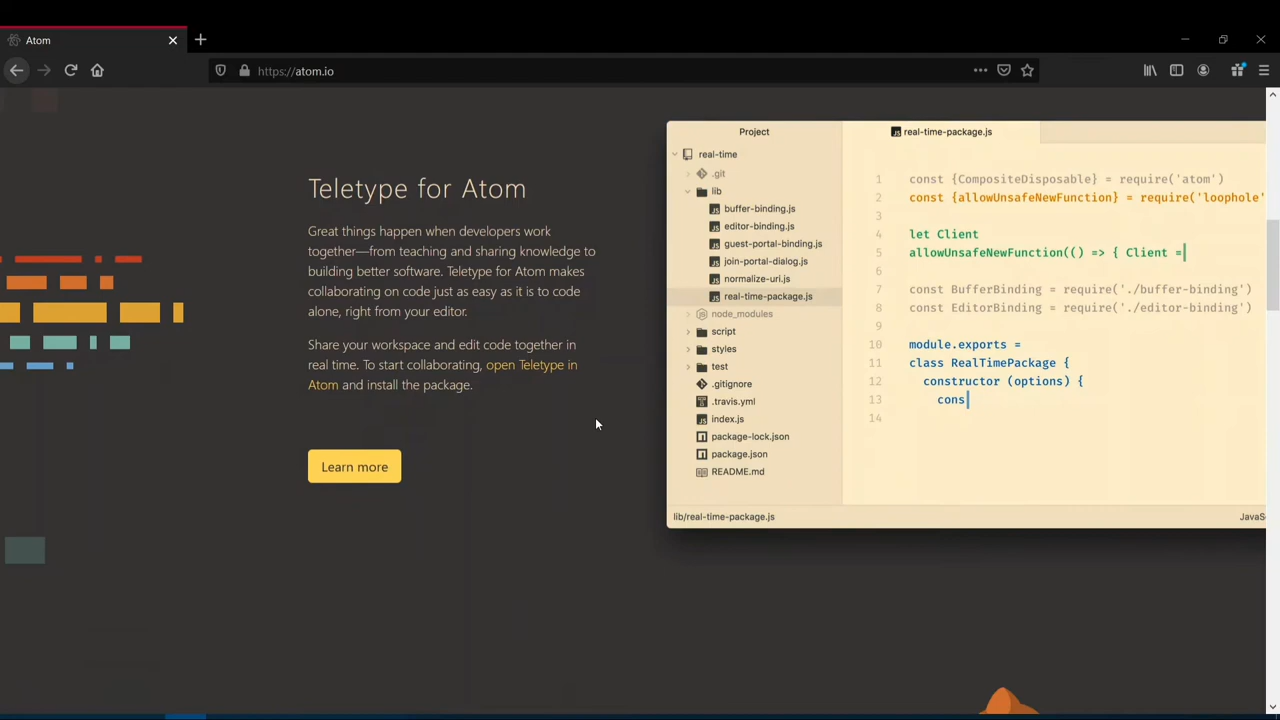 Atom
https://atom.io
Teletype for Atom
Great things happen when developers work
together—from teaching and sharing knowledge to
building better software. Teletype for Atom makes
collaborating on code just as easy as it is to code
alone, right from your editor.
Share your workspace and edit code together in
real time. To start collaborating, open Teletype in
Atom and install the package.
Learn more
Project
real-time
.git
lib
buffer-binding.js
editor-binding.js
guest-portal-binding.js
join-portal-dialog.js
normalize-uri.js
real-time-package.js
node_modules
script
styles
test
.gitignore
.travis.yml
index.js
package-lock.json
package.json
README.md
lib/real-time-package.js
real-time-package.js
1 const {CompositeDisposable} = require('atom')
2 const {allowUnsafeNewFunction} = require('loophole'
3
4 let Client
5 allowUnsafeNewFunction(() => { Client =
6
7 const BufferBinding = require('./buffer-binding')
8 const EditorBinding = require('./editor-binding')
9
10 module.exports =
11 class RealTimePackage {
12 constructor (options) {
13 cons
14
JavaSc